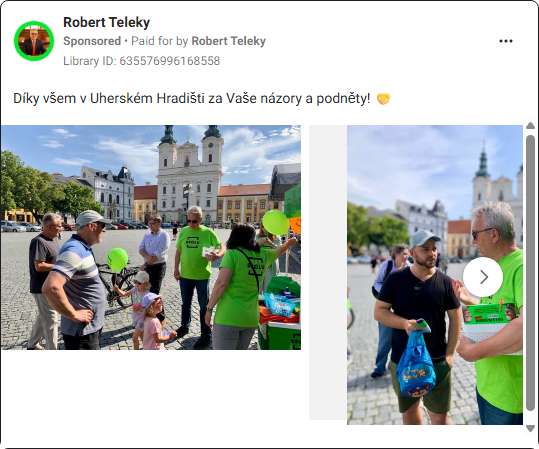 Robert Teleky
Sponsored • Paid for by Robert Teleky
Library ID: 635576996168558
Díky všem v Uherském Hradišti za Vaše názory a podněty! 🤝